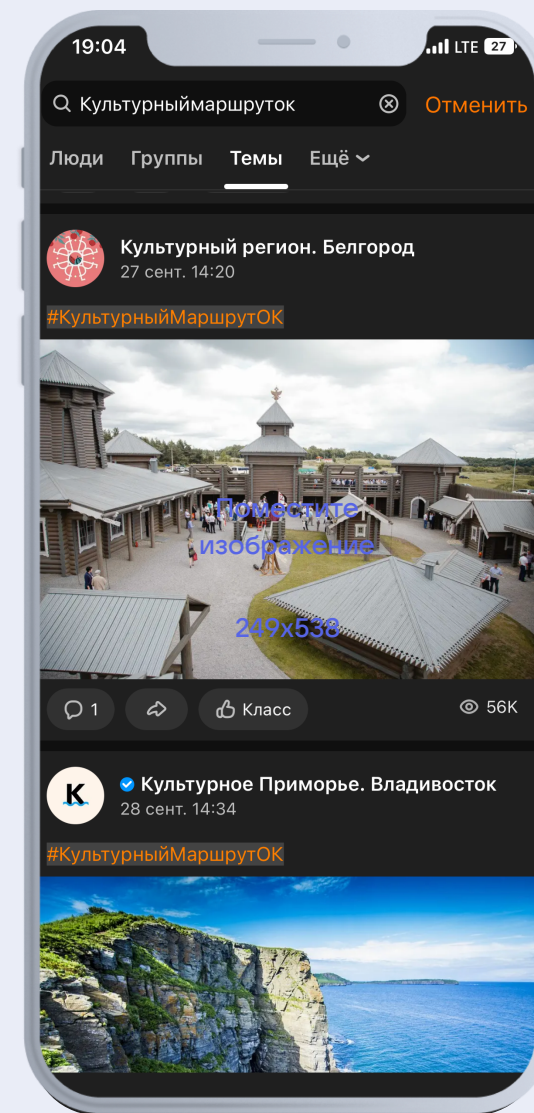 19:04 LTE 27
Культурныймаршруток Отменить
Люди Группы Темы Ещё
Культурный регион. Белгород
27 сент. 14:20
#КультурныйМаршрутОК
Поместите
изображение
249x538
1 Класс 56K
K
Культурное Приморье. Владивосток
28 сент. 14:34
#КультурныйМаршрутОК